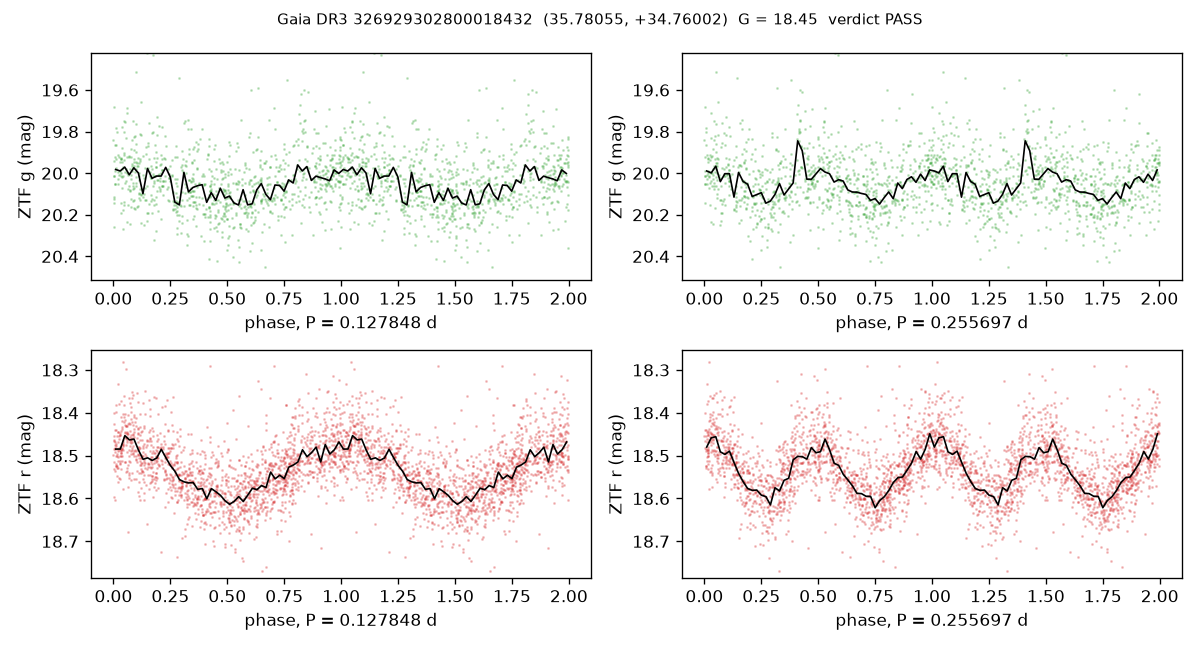 Gaia DR3 326929302800018432 (35.78055, +34.76002) G = 18.45 verdict PASS
ZTF g (mag)
19.6
19.8
20.0
20.2
20.4
0.00 0.25 0.50 0.75 1.00 1.25 1.50 1.75 2.00
phase, P = 0.127848 d
ZTF g (mag)
19.6
19.8
20.0
20.2
20.4
0.00 0.25 0.50 0.75 1.00 1.25 1.50 1.75 2.00
phase, P = 0.255697 d
ZTF r (mag)
18.3
18.4
18.5
18.6
18.7
0.00 0.25 0.50 0.75 1.00 1.25 1.50 1.75 2.00
phase, P = 0.127848 d
ZTF r (mag)
18.3
18.4
18.5
18.6
18.7
0.00 0.25 0.50 0.75 1.00 1.25 1.50 1.75 2.00
phase, P = 0.255697 d